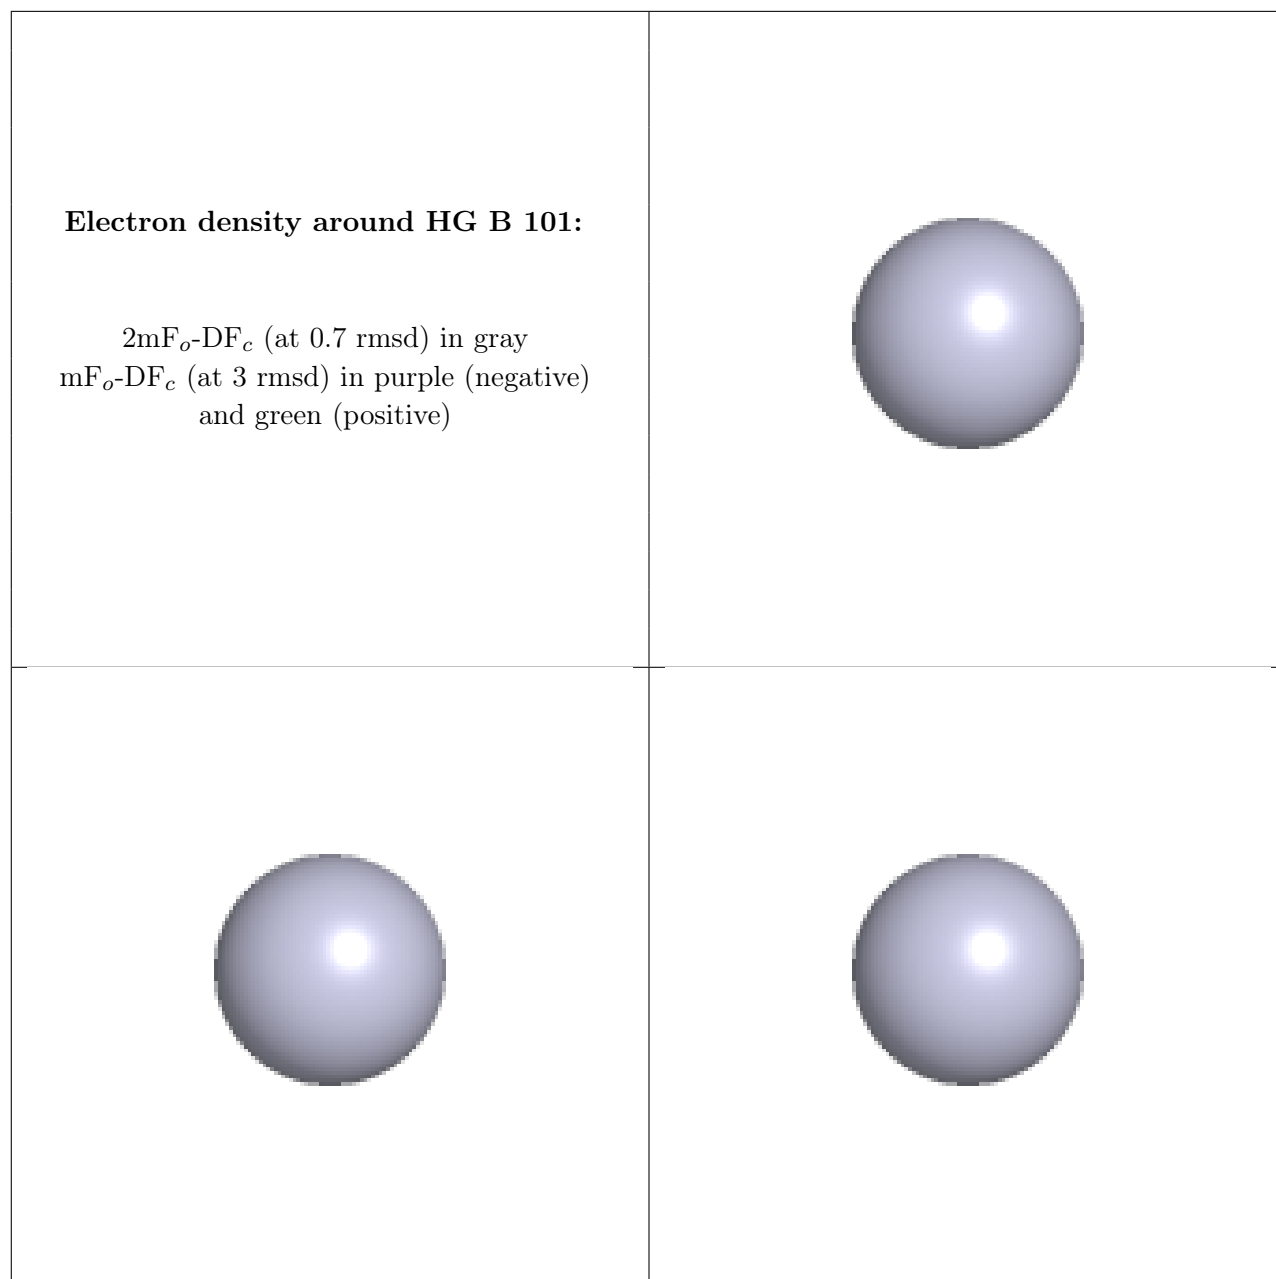 Electron density around HG B 101:
2mFo-DFc (at 0.7 rmsd) in gray
mFo-DFc (at 3 rmsd) in purple (negative)
and green (positive)